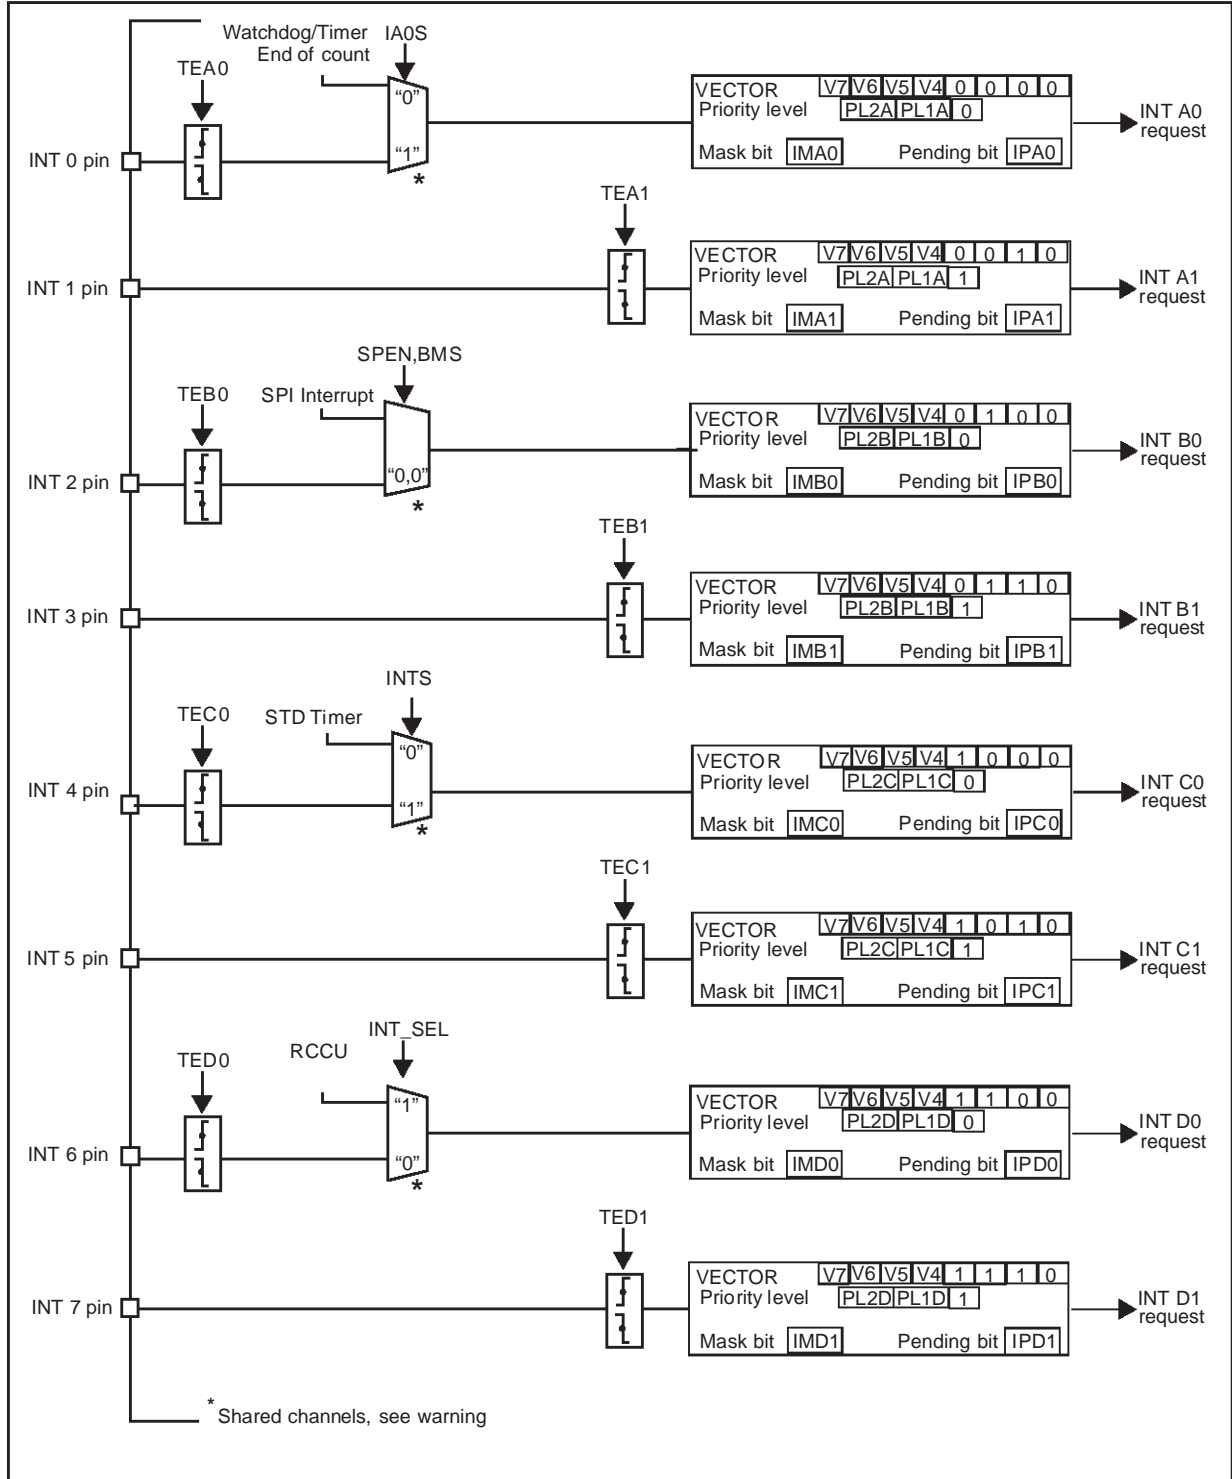 Watchdog/Timer IA0S
End of count
TEA0
"0"
"1"
*
INT 0 pin
VECTOR V7 V6 V5 V4 0 0 0 0
Priority level PL2A PL1A 0
Mask bit IMA0 Pending bit IPA0
INT A0
request
TEA1
INT 1 pin
VECTOR V7 V6 V5 V4 0 0 1 0
Priority level PL2A PL1A 1
Mask bit IMA1 Pending bit IPA1
INT A1
request
SPEN,BMS
TEB0
SPI Interrupt
"0,0"
*
INT 2 pin
VECTOR V7 V6 V5 V4 0 1 0 0
Priority level PL2B PL1B 0
Mask bit IMB0 Pending bit IPB0
INT B0
request
TEB1
INT 3 pin
VECTOR V7 V6 V5 V4 0 1 1 0
Priority level PL2B PL1B 1
Mask bit IMB1 Pending bit IPB1
INT B1
request
INTS
TEC0
STD Timer
"0"
"1"
*
INT 4 pin
VECTOR V7 V6 V5 V4 1 0 0 0
Priority level PL2C PL1C 0
Mask bit IMC0 Pending bit IPC0
INT C0
request
TEC1
INT 5 pin
VECTOR V7 V6 V5 V4 1 0 1 0
Priority level PL2C PL1C 1
Mask bit IMC1 Pending bit IPC1
INT C1
request
INT_SEL
RCCU
TED0
"1"
"0"
*
INT 6 pin
VECTOR V7 V6 V5 V4 1 1 0 0
Priority level PL2D PL1D 0
Mask bit IMD0 Pending bit IPD0
INT D0
request
TED1
INT 7 pin
VECTOR V7 V6 V5 V4 1 1 1 0
Priority level PL2D PL1D 1
Mask bit IMD1 Pending bit IPD1
INT D1
request
* Shared channels, see warning